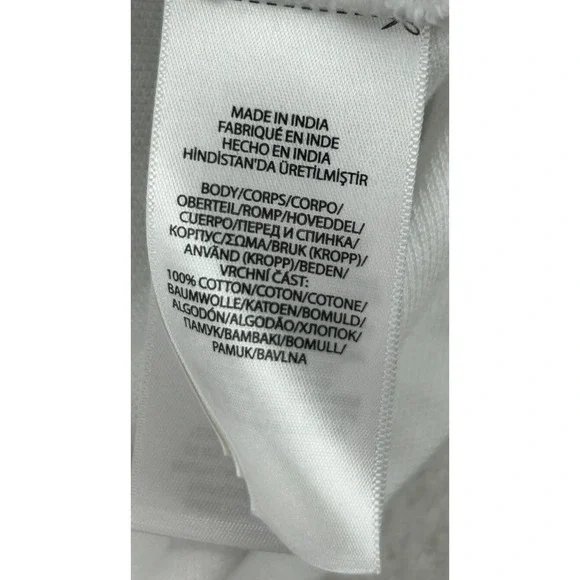 MADE IN INDIA
FABRIQUÉ EN INDE
HECHO EN INDIA
HİNDİSTAN'DA ÜRETİLMİŞTİR
BODY/CORPS/CORPO/
OBERTEIL/ROMP/HOVEDDEL/
CUERPO/ПЕРЕД И СПИНКА/
КОРПУС/ΣΩΜΑ/BRUK (KROPP)/
ANVÄND (KROPP)/BEDEN/
VRCHNÍ ČÁST:
100% COTTON/COTON/COTONE/
BAUMWOLLE/KATOEN/BOMULD/
ALGODÓN/ALGODÃO/ХЛОПОК/
ПАМУК/BAMBAKI/BOMULL/
PAMUK/BAVLNA